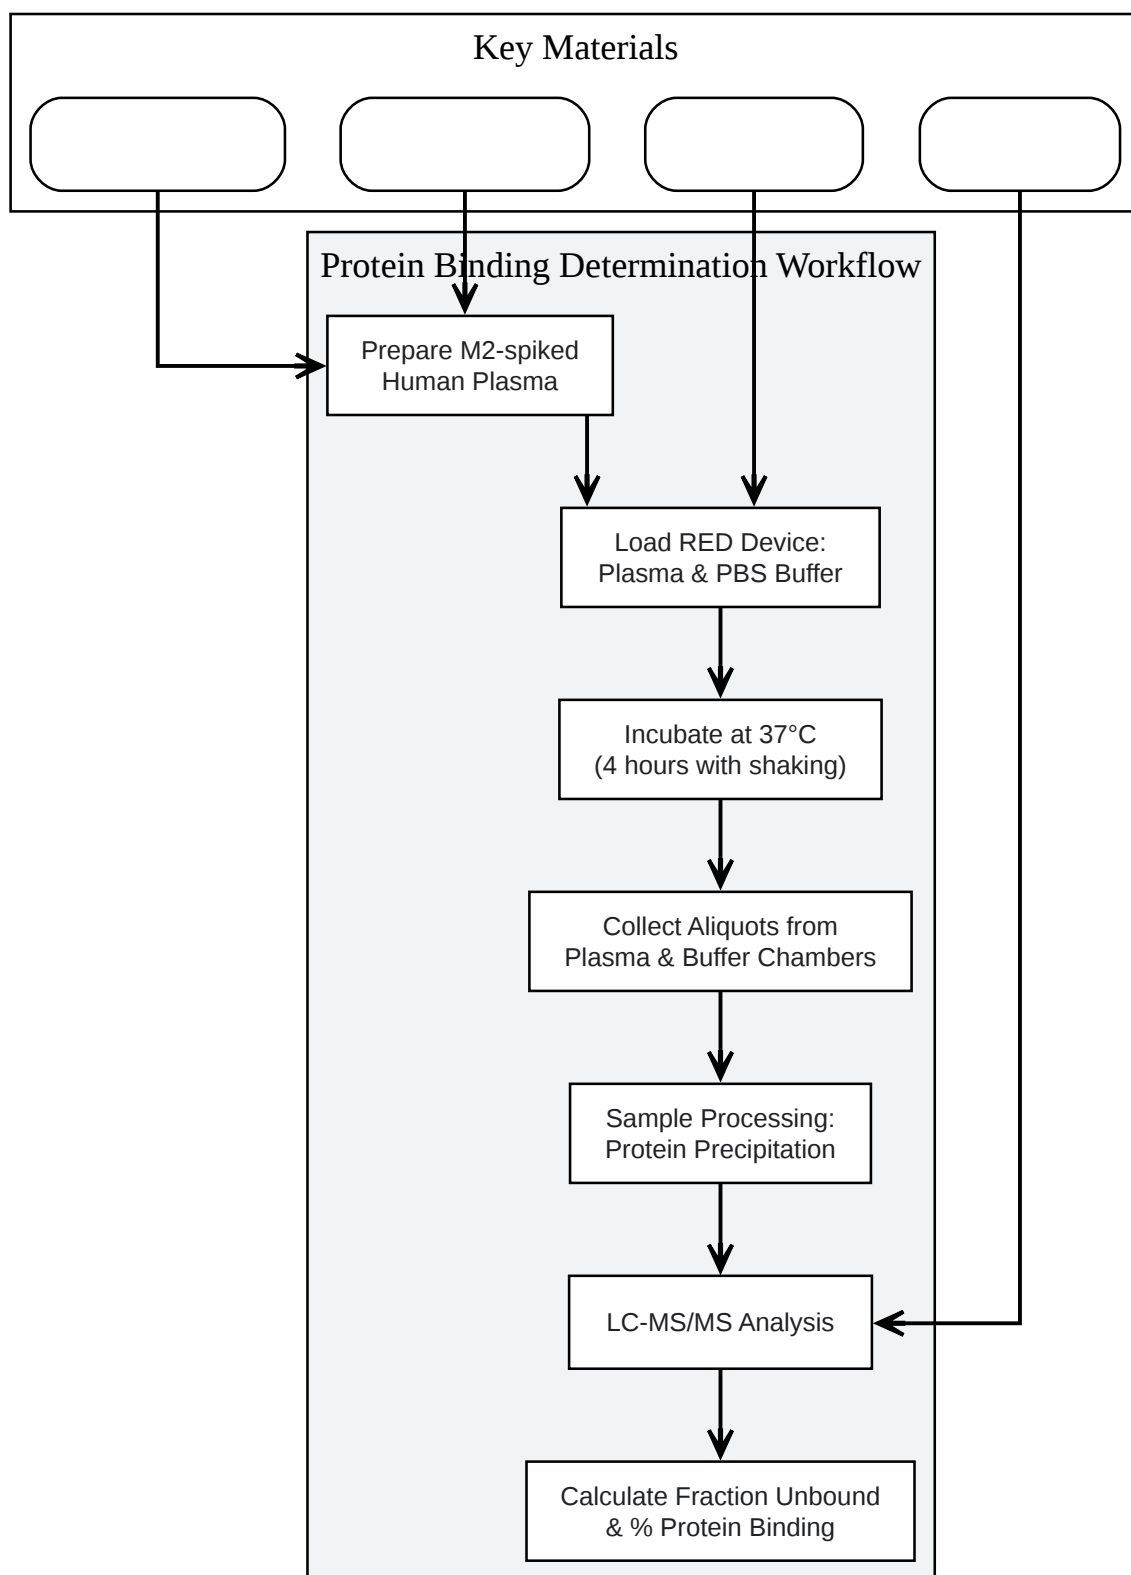 Key Materials
Protein Binding Determination Workflow
Prepare M2-spiked
Human Plasma
Load RED Device:
Plasma & PBS Buffer
Incubate at 37°C
(4 hours with shaking)
Collect Aliquots from
Plasma & Buffer Chambers
Sample Processing:
Protein Precipitation
LC-MS/MS Analysis
Calculate Fraction Unbound
& % Protein Binding